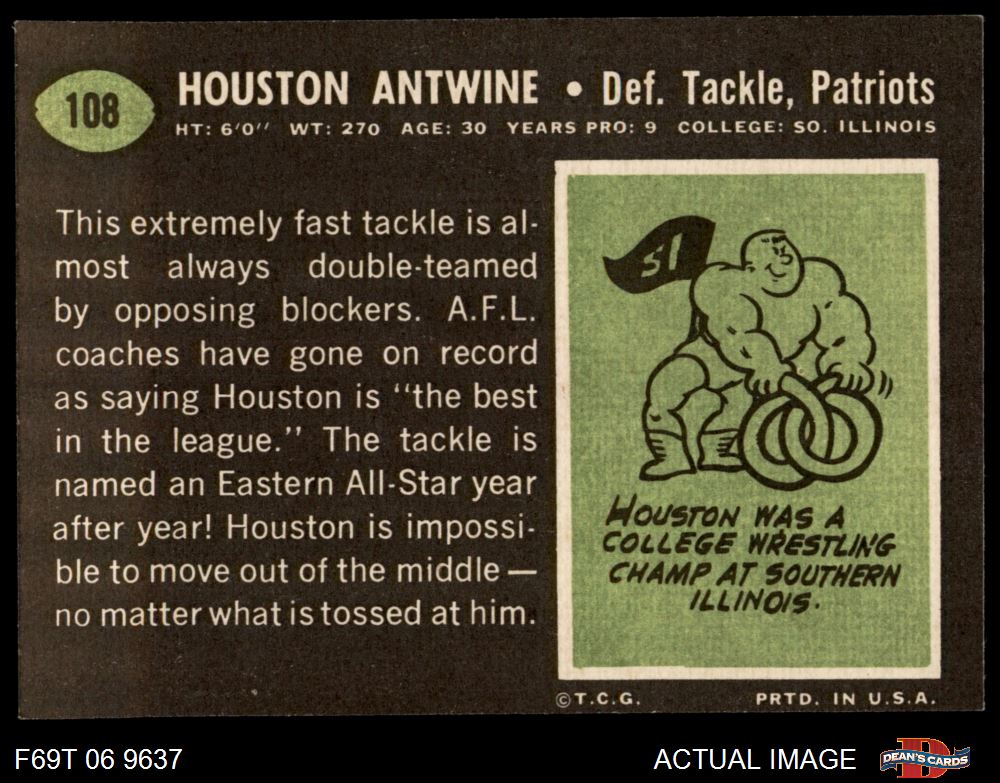 108
HOUSTON ANTWINE • Def. Tackle, Patriots
HT: 6'0'' WT: 270 AGE: 30 YEARS PRO: 9 COLLEGE: SO. ILLINOIS
This extremely fast tackle is al-
most always double-teamed
by opposing blockers. A.F.L.
coaches have gone on record
as saying Houston is "the best
in the league." The tackle is
named an Eastern All-Star year
after year! Houston is impossi-
ble to move out of the middle —
no matter what is tossed at him.
SI
HOUSTON WAS A
COLLEGE WRESTLING
CHAMP AT SOUTHERN
ILLINOIS.
©T.C.G. PRTD. IN U.S.A.
F69T 06 9637 ACTUAL IMAGE
D
DEAN'S CARDS